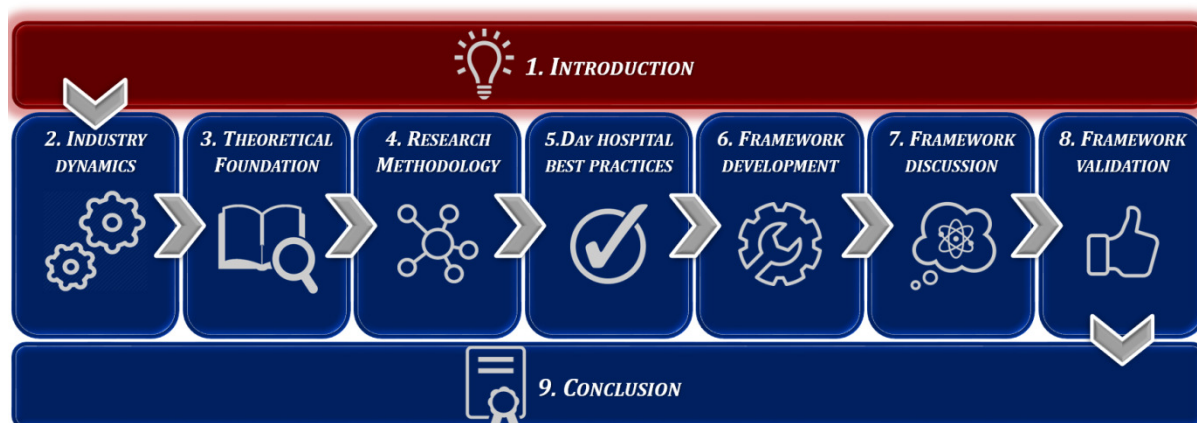 1. INTRODUCTION
2. INDUSTRY
DYNAMICS
3. THEORETICAL
FOUNDATION
4. RESEARCH
METHODOLOGY
5.DAY HOSPITAL
BEST PRACTICES
6. FRAMEWORK
DEVELOPMENT
7. FRAMEWORK
DISCUSSION
8. FRAMEWORK
VALIDATION
9. CONCLUSION